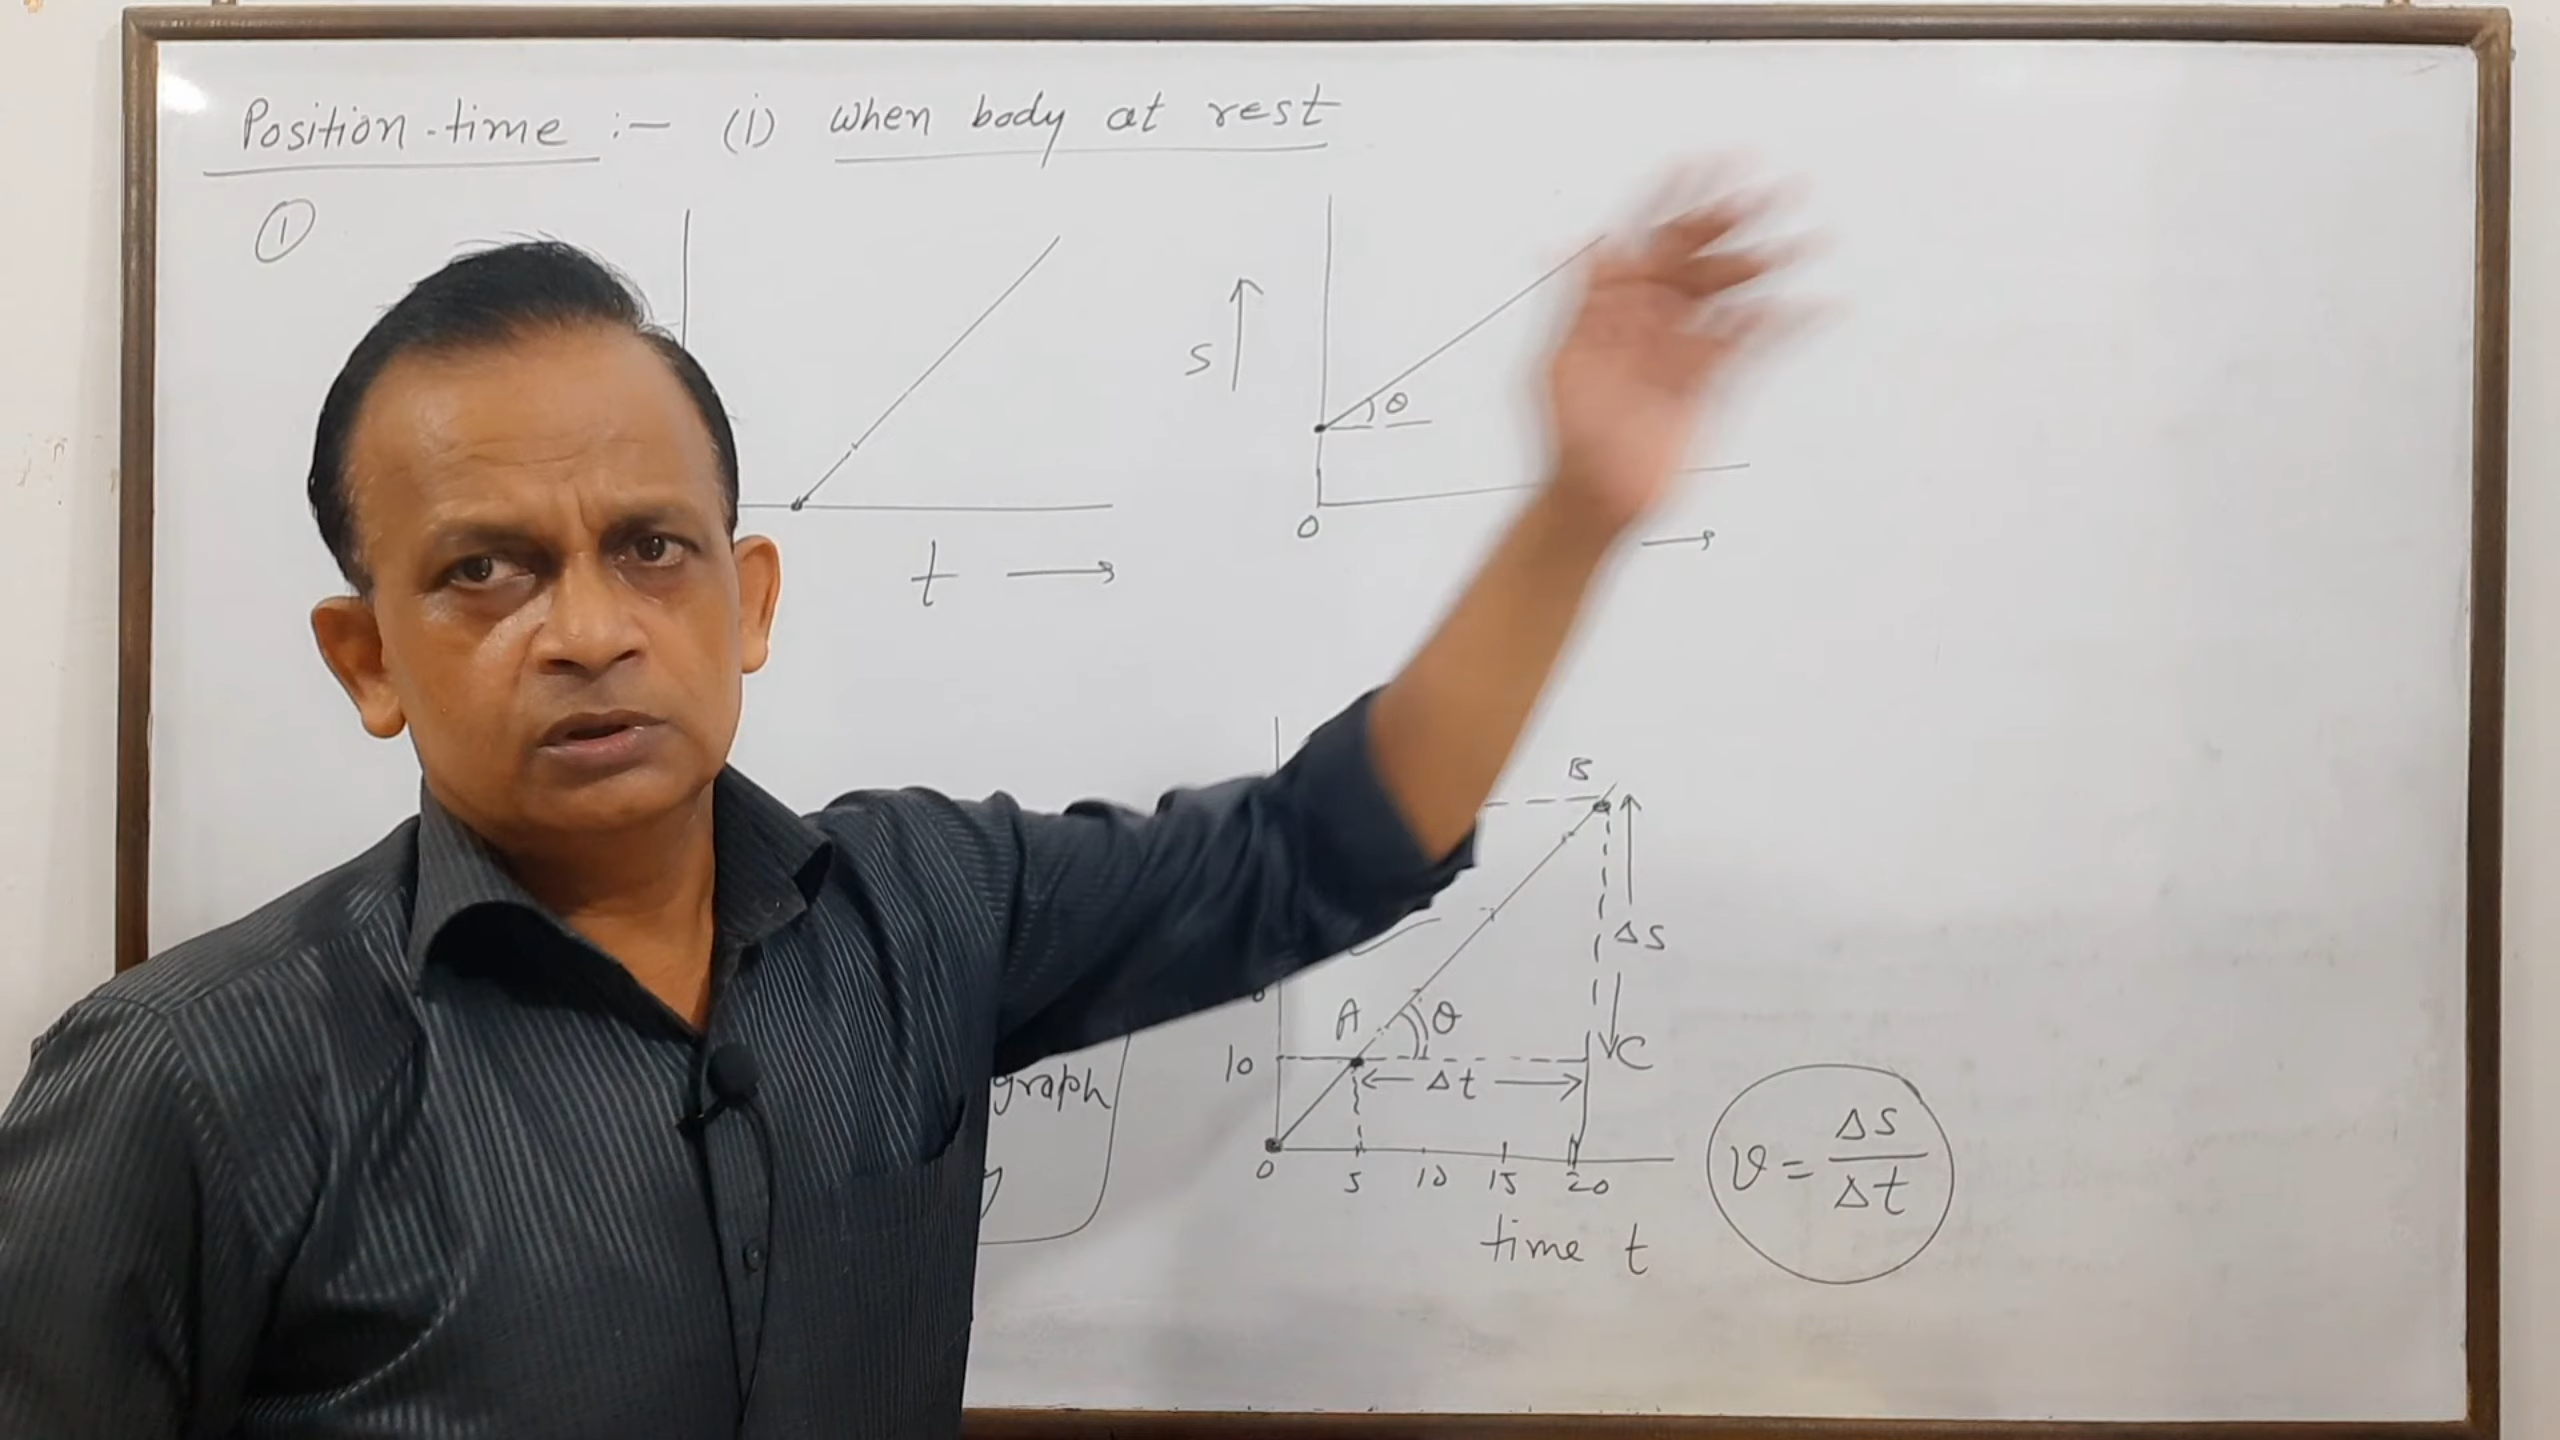 Position-time :— (i) when body at rest
①
t
S
θ
0
B
Δs
A
θ
10
Δt
C
graph
v = Δs/Δt
0 5 10 15 20
time t